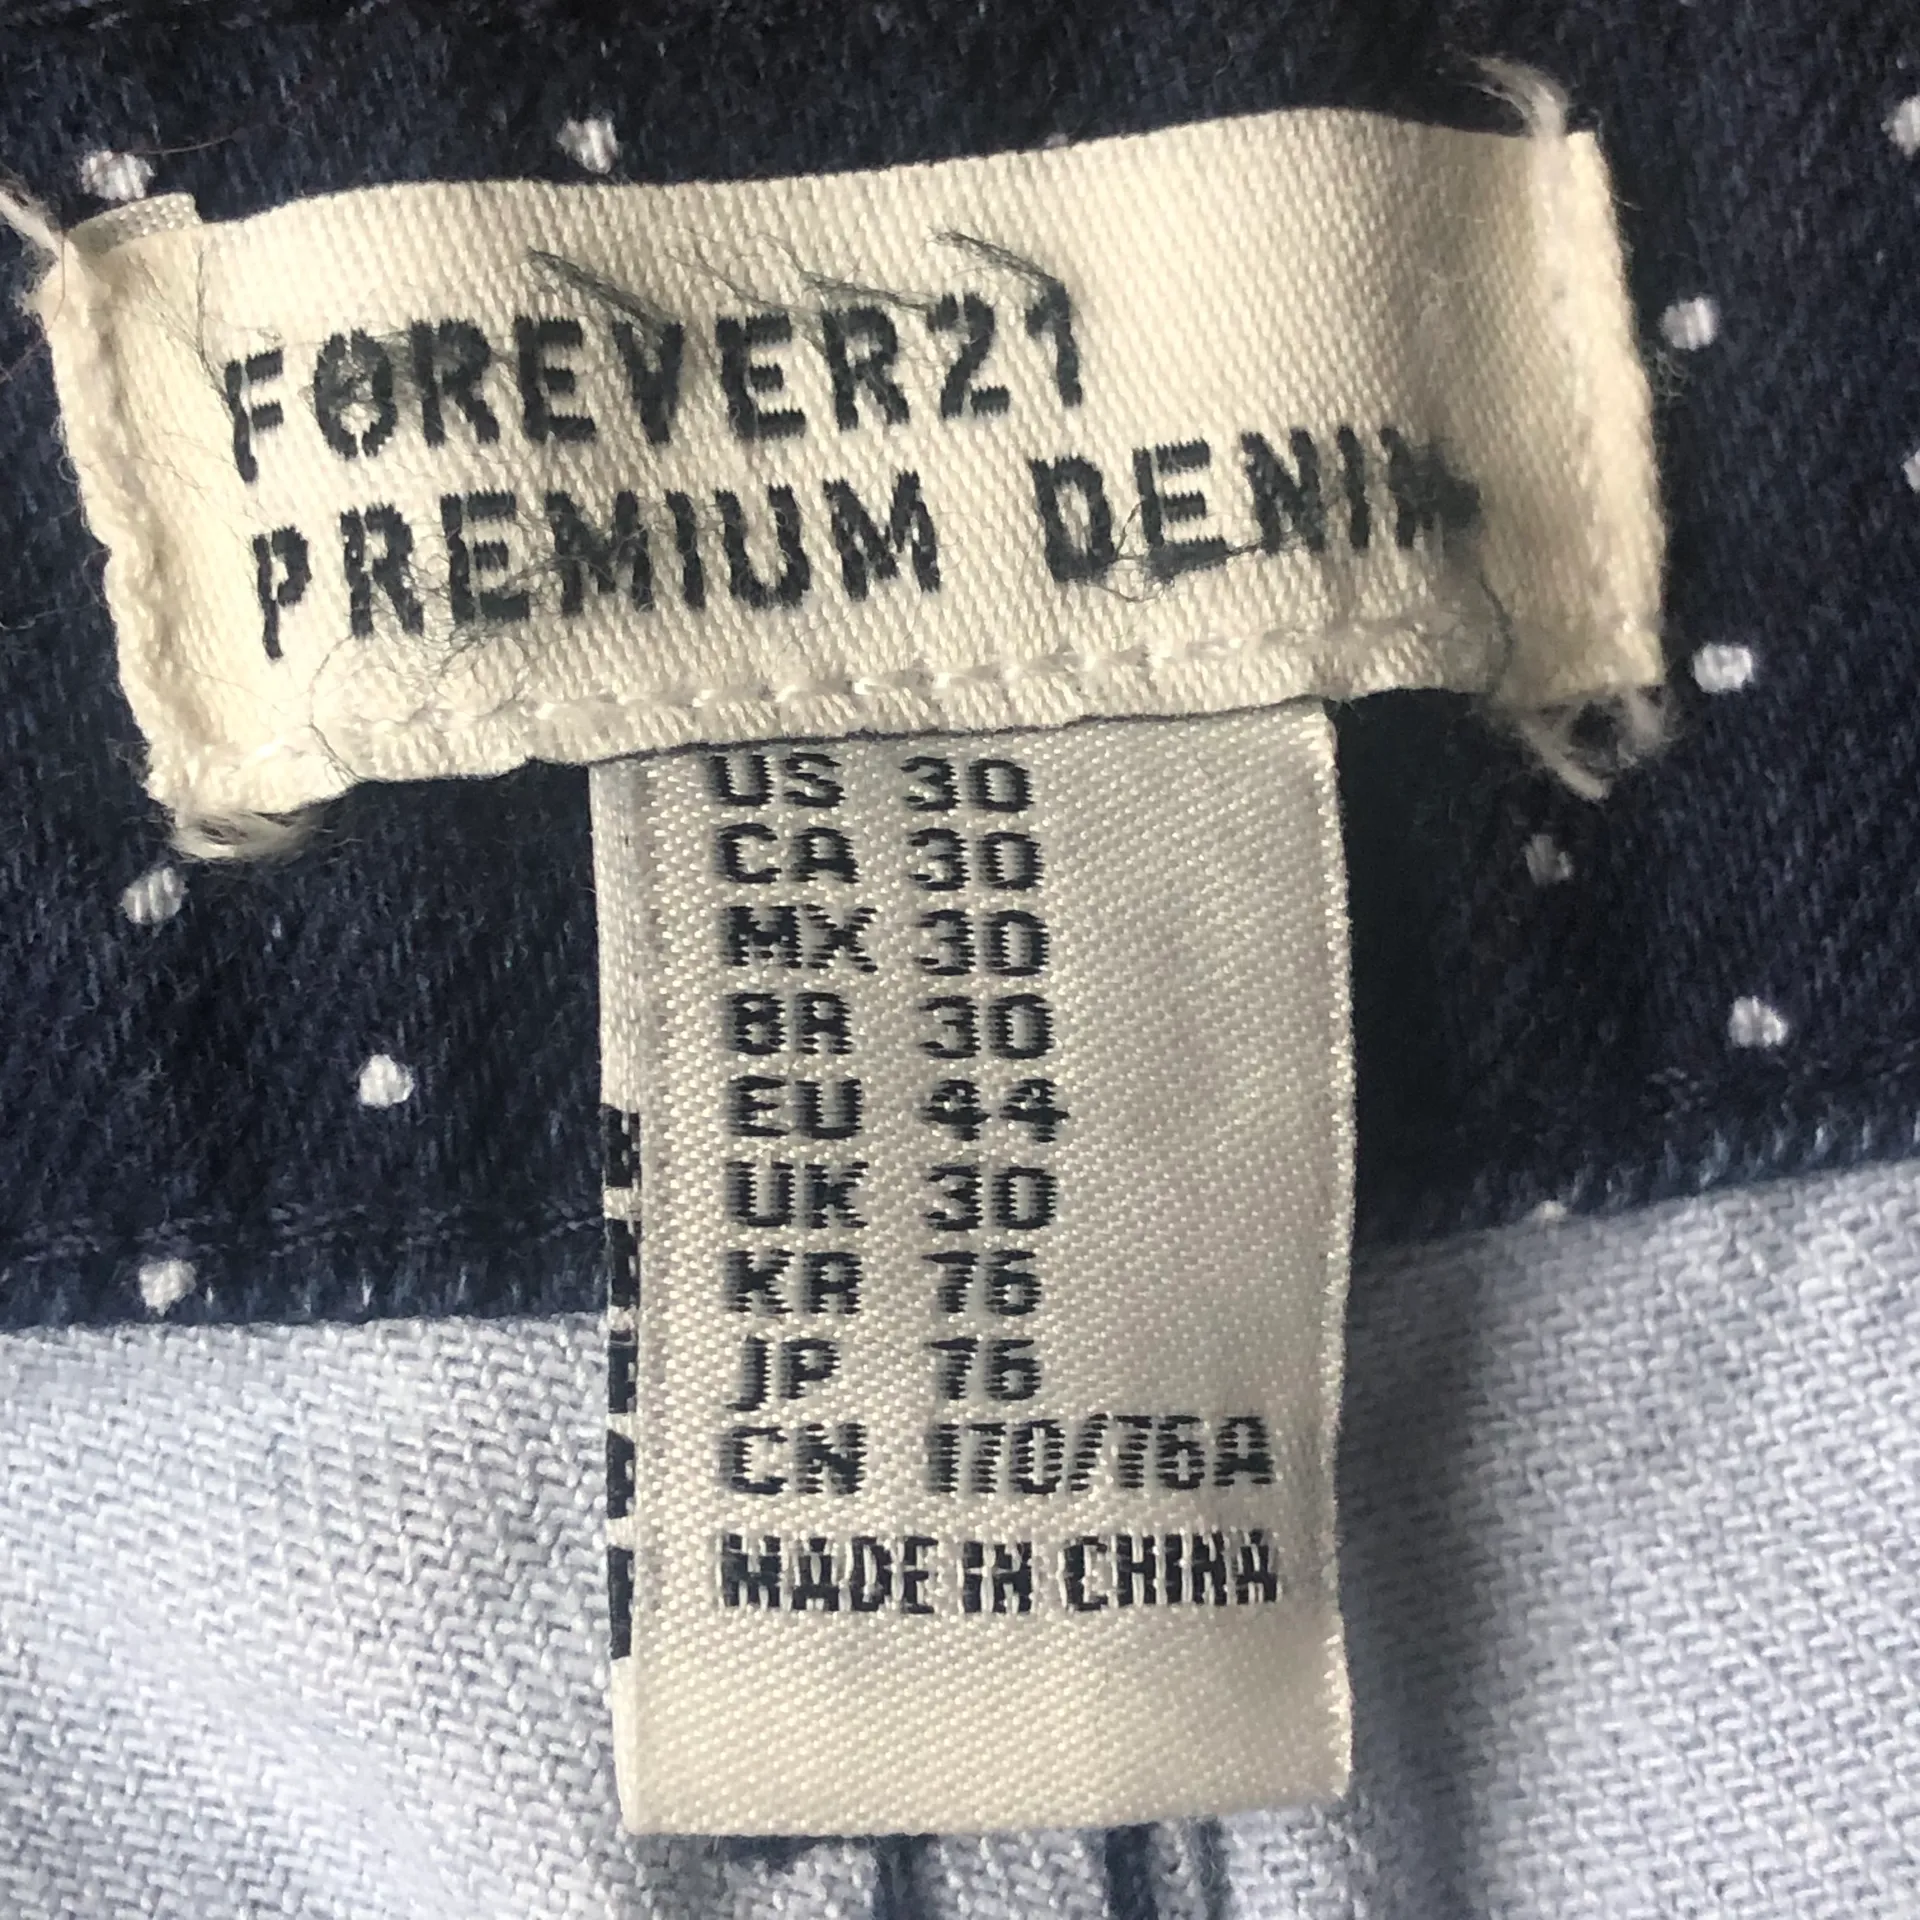 FOREVER21
PREMIUM DENIM
US 30
CA 30
MX 30
BR 30
EU 44
UK 30
KR 76
JP 76
CN 170/76A
MADE IN CHINA